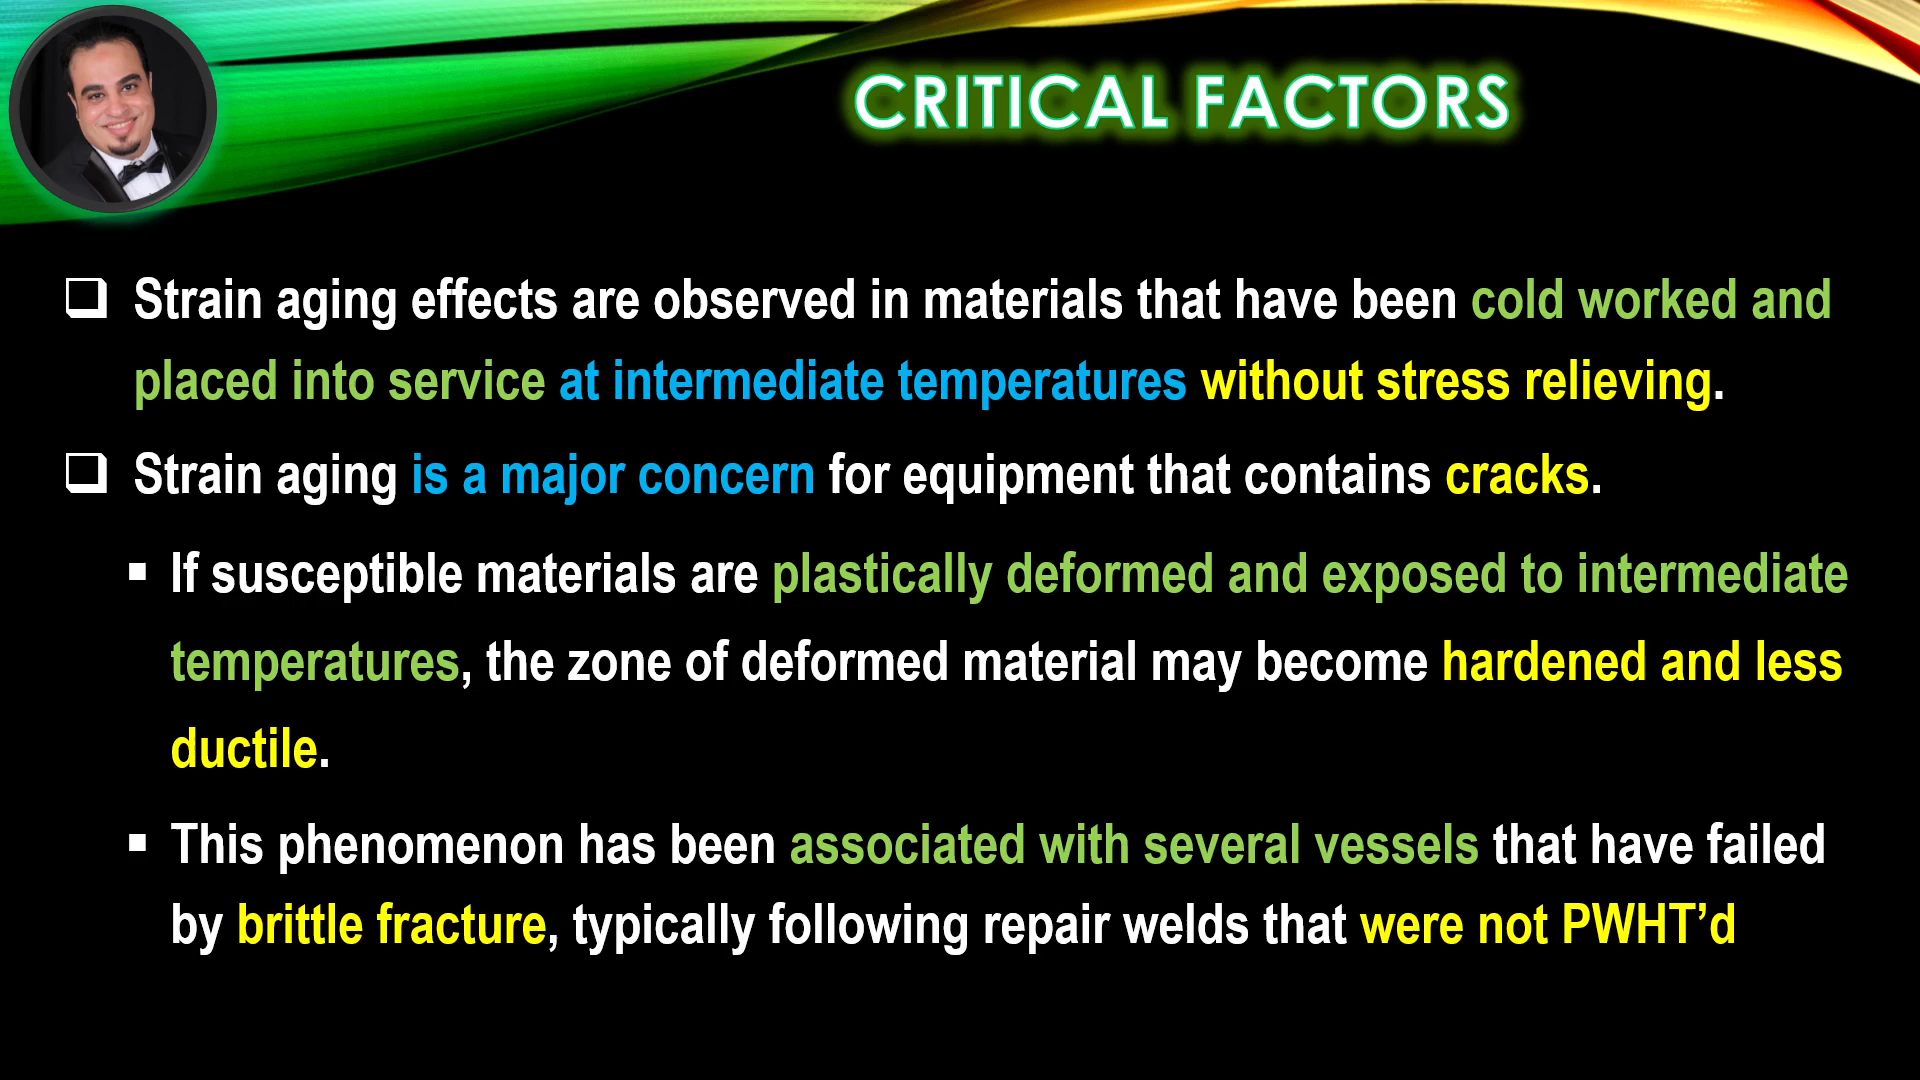 CRITICAL FACTORS
Strain aging effects are observed in materials that have been cold worked and
placed into service at intermediate temperatures without stress relieving.
Strain aging is a major concern for equipment that contains cracks.
If susceptible materials are plastically deformed and exposed to intermediate
temperatures, the zone of deformed material may become hardened and less
ductile.
This phenomenon has been associated with several vessels that have failed
by brittle fracture, typically following repair welds that were not PWHT’d